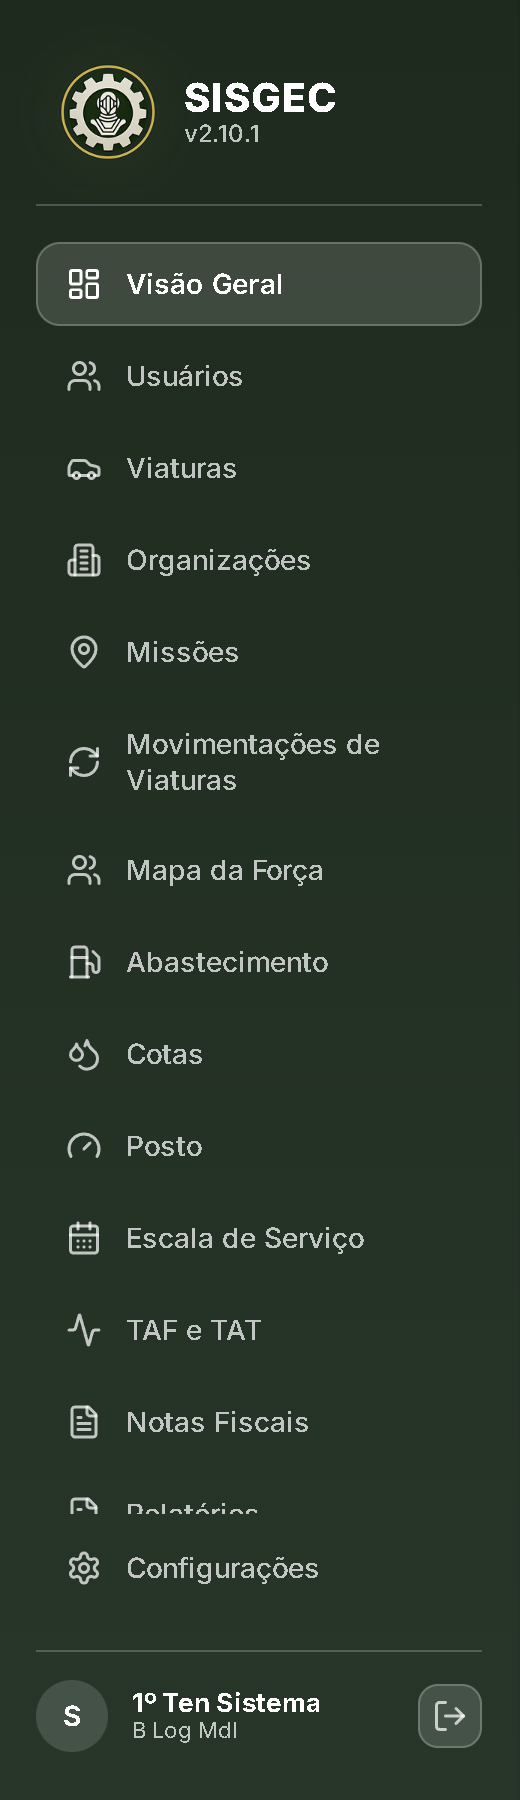 SISGEC
v2.10.1
Visão Geral
Usuários
Viaturas
Organizações
Missões
Movimentações de
Viaturas
Mapa da Força
Abastecimento
Cotas
Posto
Escala de Serviço
TAF e TAT
Notas Fiscais
Relatórios
Configurações
S
1º Ten Sistema
B Log Mdl